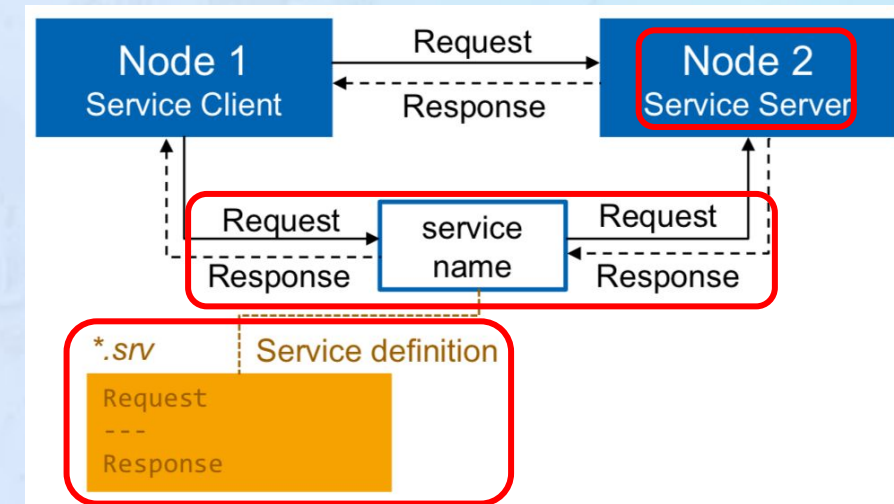 Node 1
Service Client
Request
Response
Node 2
Service Server
Request
Response
service
name
Request
Response
*.srv
Service definition
Request
---
Response